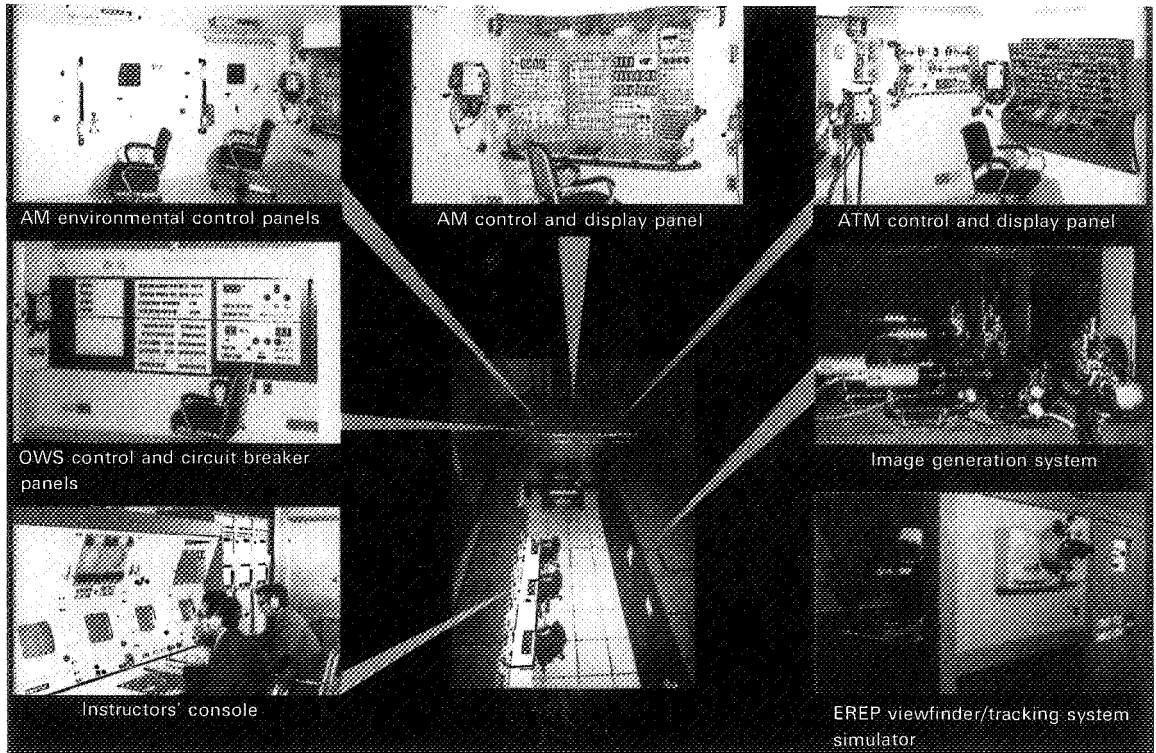 AM environmental control panels
AM control and display panel
ATM control and display panel
OWS control and circuit breaker
panels
Image generation system
Instructors' console
EREP viewfinder/tracking system
simulator